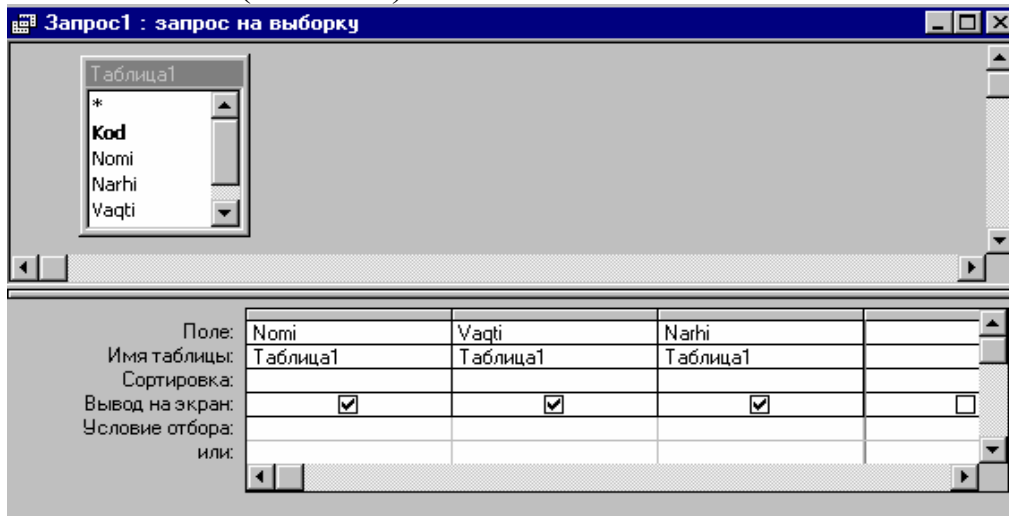 Запрос1 : запрос на выборку
Таблица1
*
Kod
Nomi
Narhi
Vaqti
Поле: Nomi Vaqti Narhi
Имя таблицы: Таблица1 Таблица1 Таблица1
Сортировка:
Вывод на экран:
Условие отбора:
или: